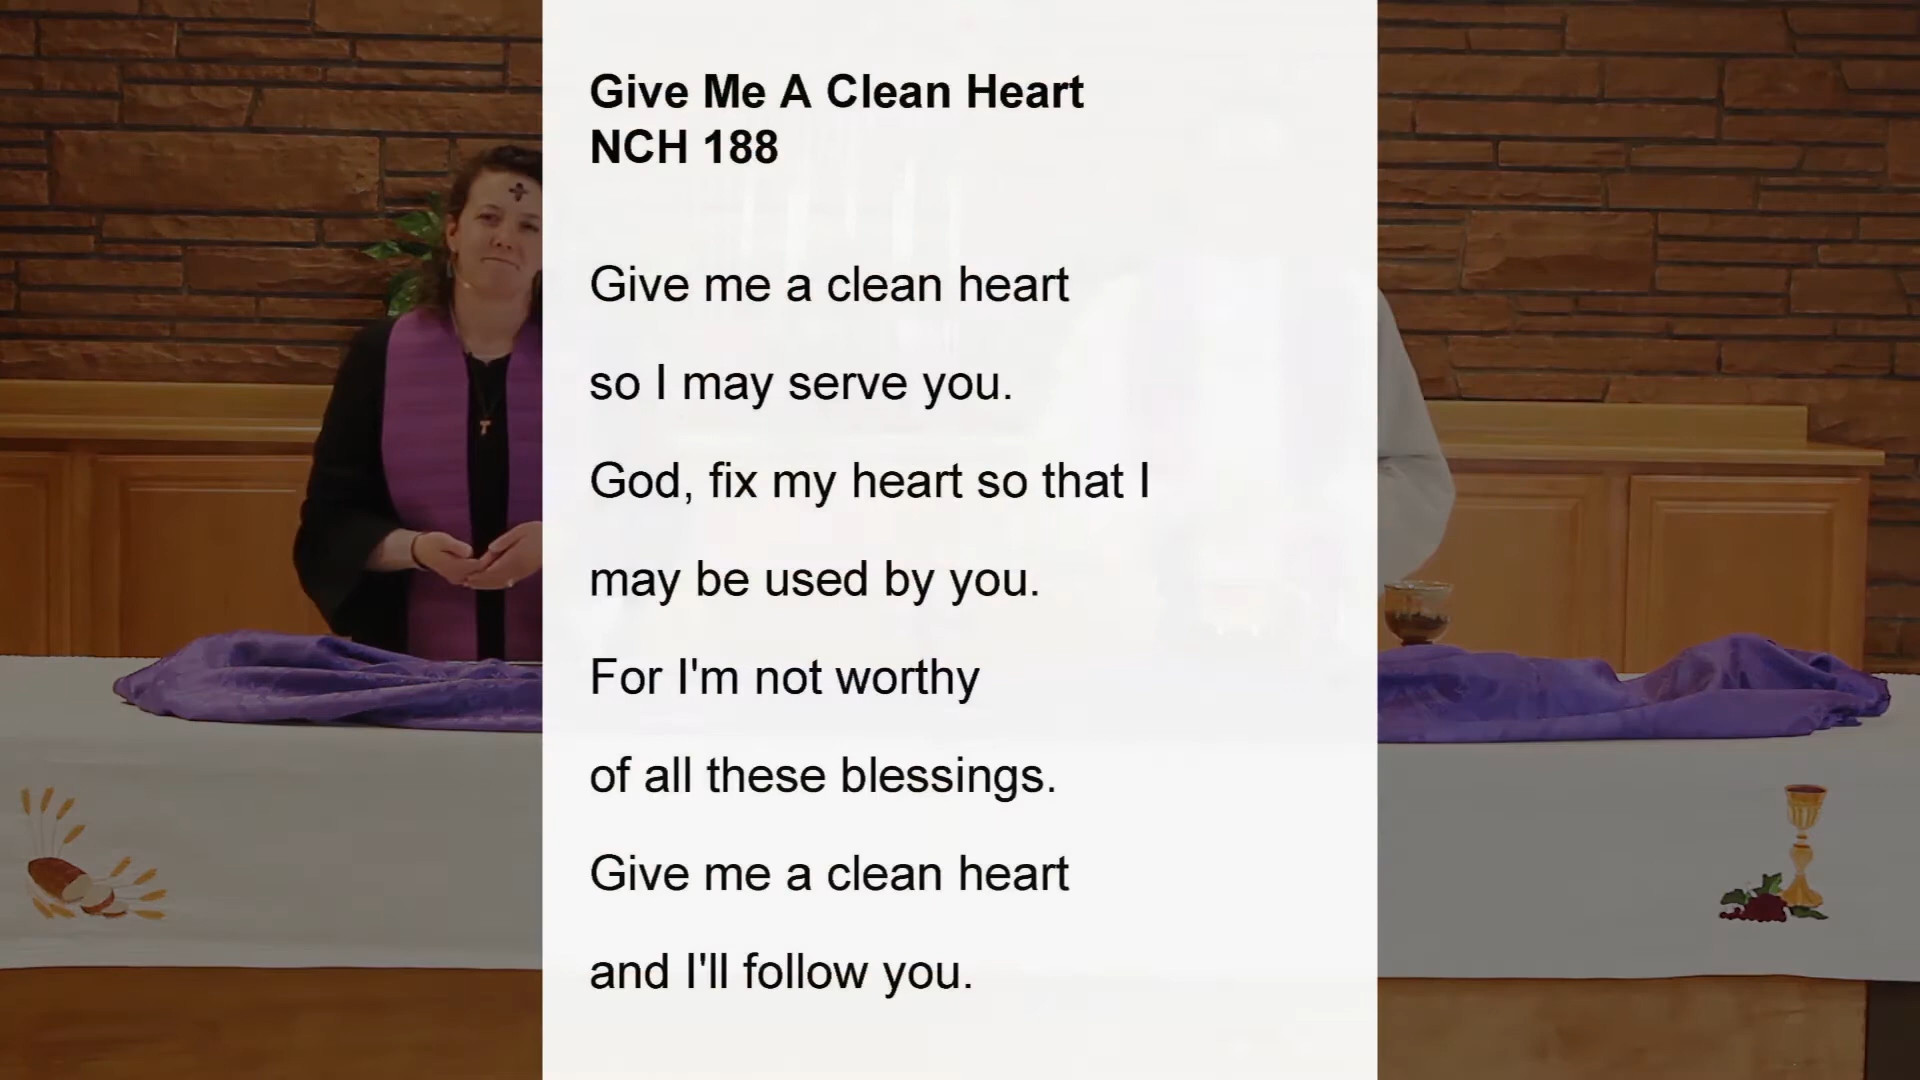 Give Me A Clean Heart
NCH 188
Give me a clean heart
so I may serve you.
God, fix my heart so that I
may be used by you.
For I'm not worthy
of all these blessings.
Give me a clean heart
and I'll follow you.